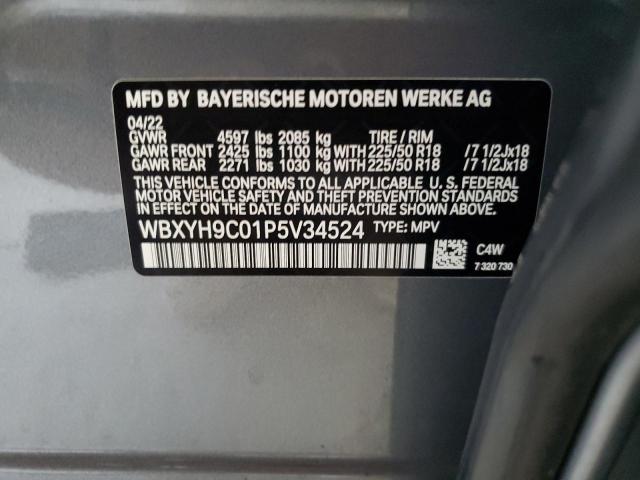 MFD BY BAYERISCHE MOTOREN WERKE AG
04/22
GVWR 4597 lbs 2085 kg TIRE / RIM
GAWR FRONT 2425 lbs 1100 kg WITH 225/50 R18 /7 1/2Jx18
GAWR REAR 2271 lbs 1030 kg WITH 225/50 R18 /7 1/2Jx18
THIS VEHICLE CONFORMS TO ALL APPLICABLE U. S. FEDERAL
MOTOR VEHICLE SAFETY AND THEFT PREVENTION STANDARDS
IN EFFECT ON THE DATE OF MANUFACTURE SHOWN ABOVE.
WBXYH9C01P5V34524 TYPE: MPV
C4W
7 320 730